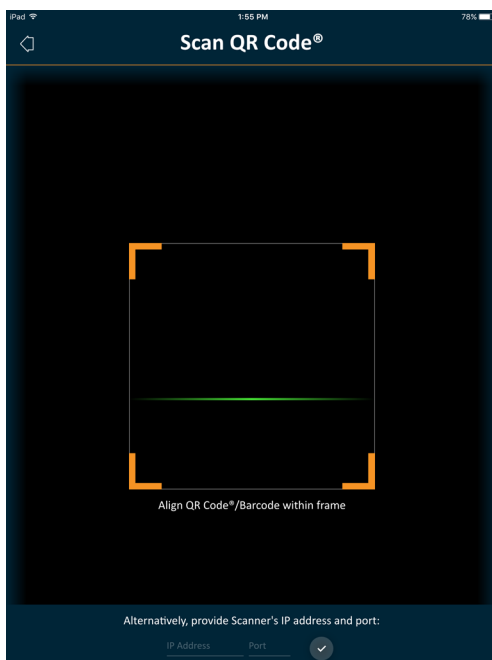 iPad 1:55 PM 78%
Scan QR Code®
Align QR Code®/Barcode within frame
Alternatively, provide Scanner's IP address and port:
IP Address Port